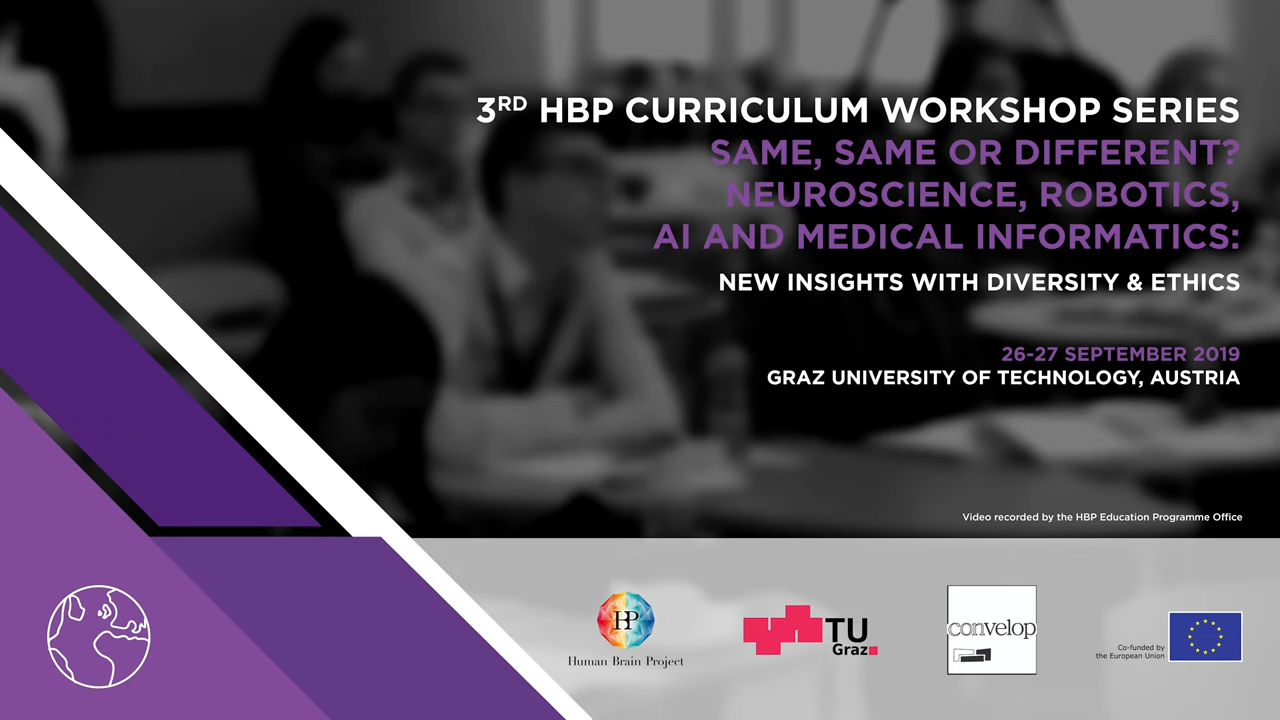 3RD HBP CURRICULUM WORKSHOP SERIES
SAME, SAME OR DIFFERENT?
NEUROSCIENCE, ROBOTICS,
AI AND MEDICAL INFORMATICS:
NEW INSIGHTS WITH DIVERSITY & ETHICS
26-27 SEPTEMBER 2019
GRAZ UNIVERSITY OF TECHNOLOGY, AUSTRIA
Video recorded by the HBP Education Programme Office
HBP
Human Brain Project
TU
Graz
convelop
Co-funded by
the European Union